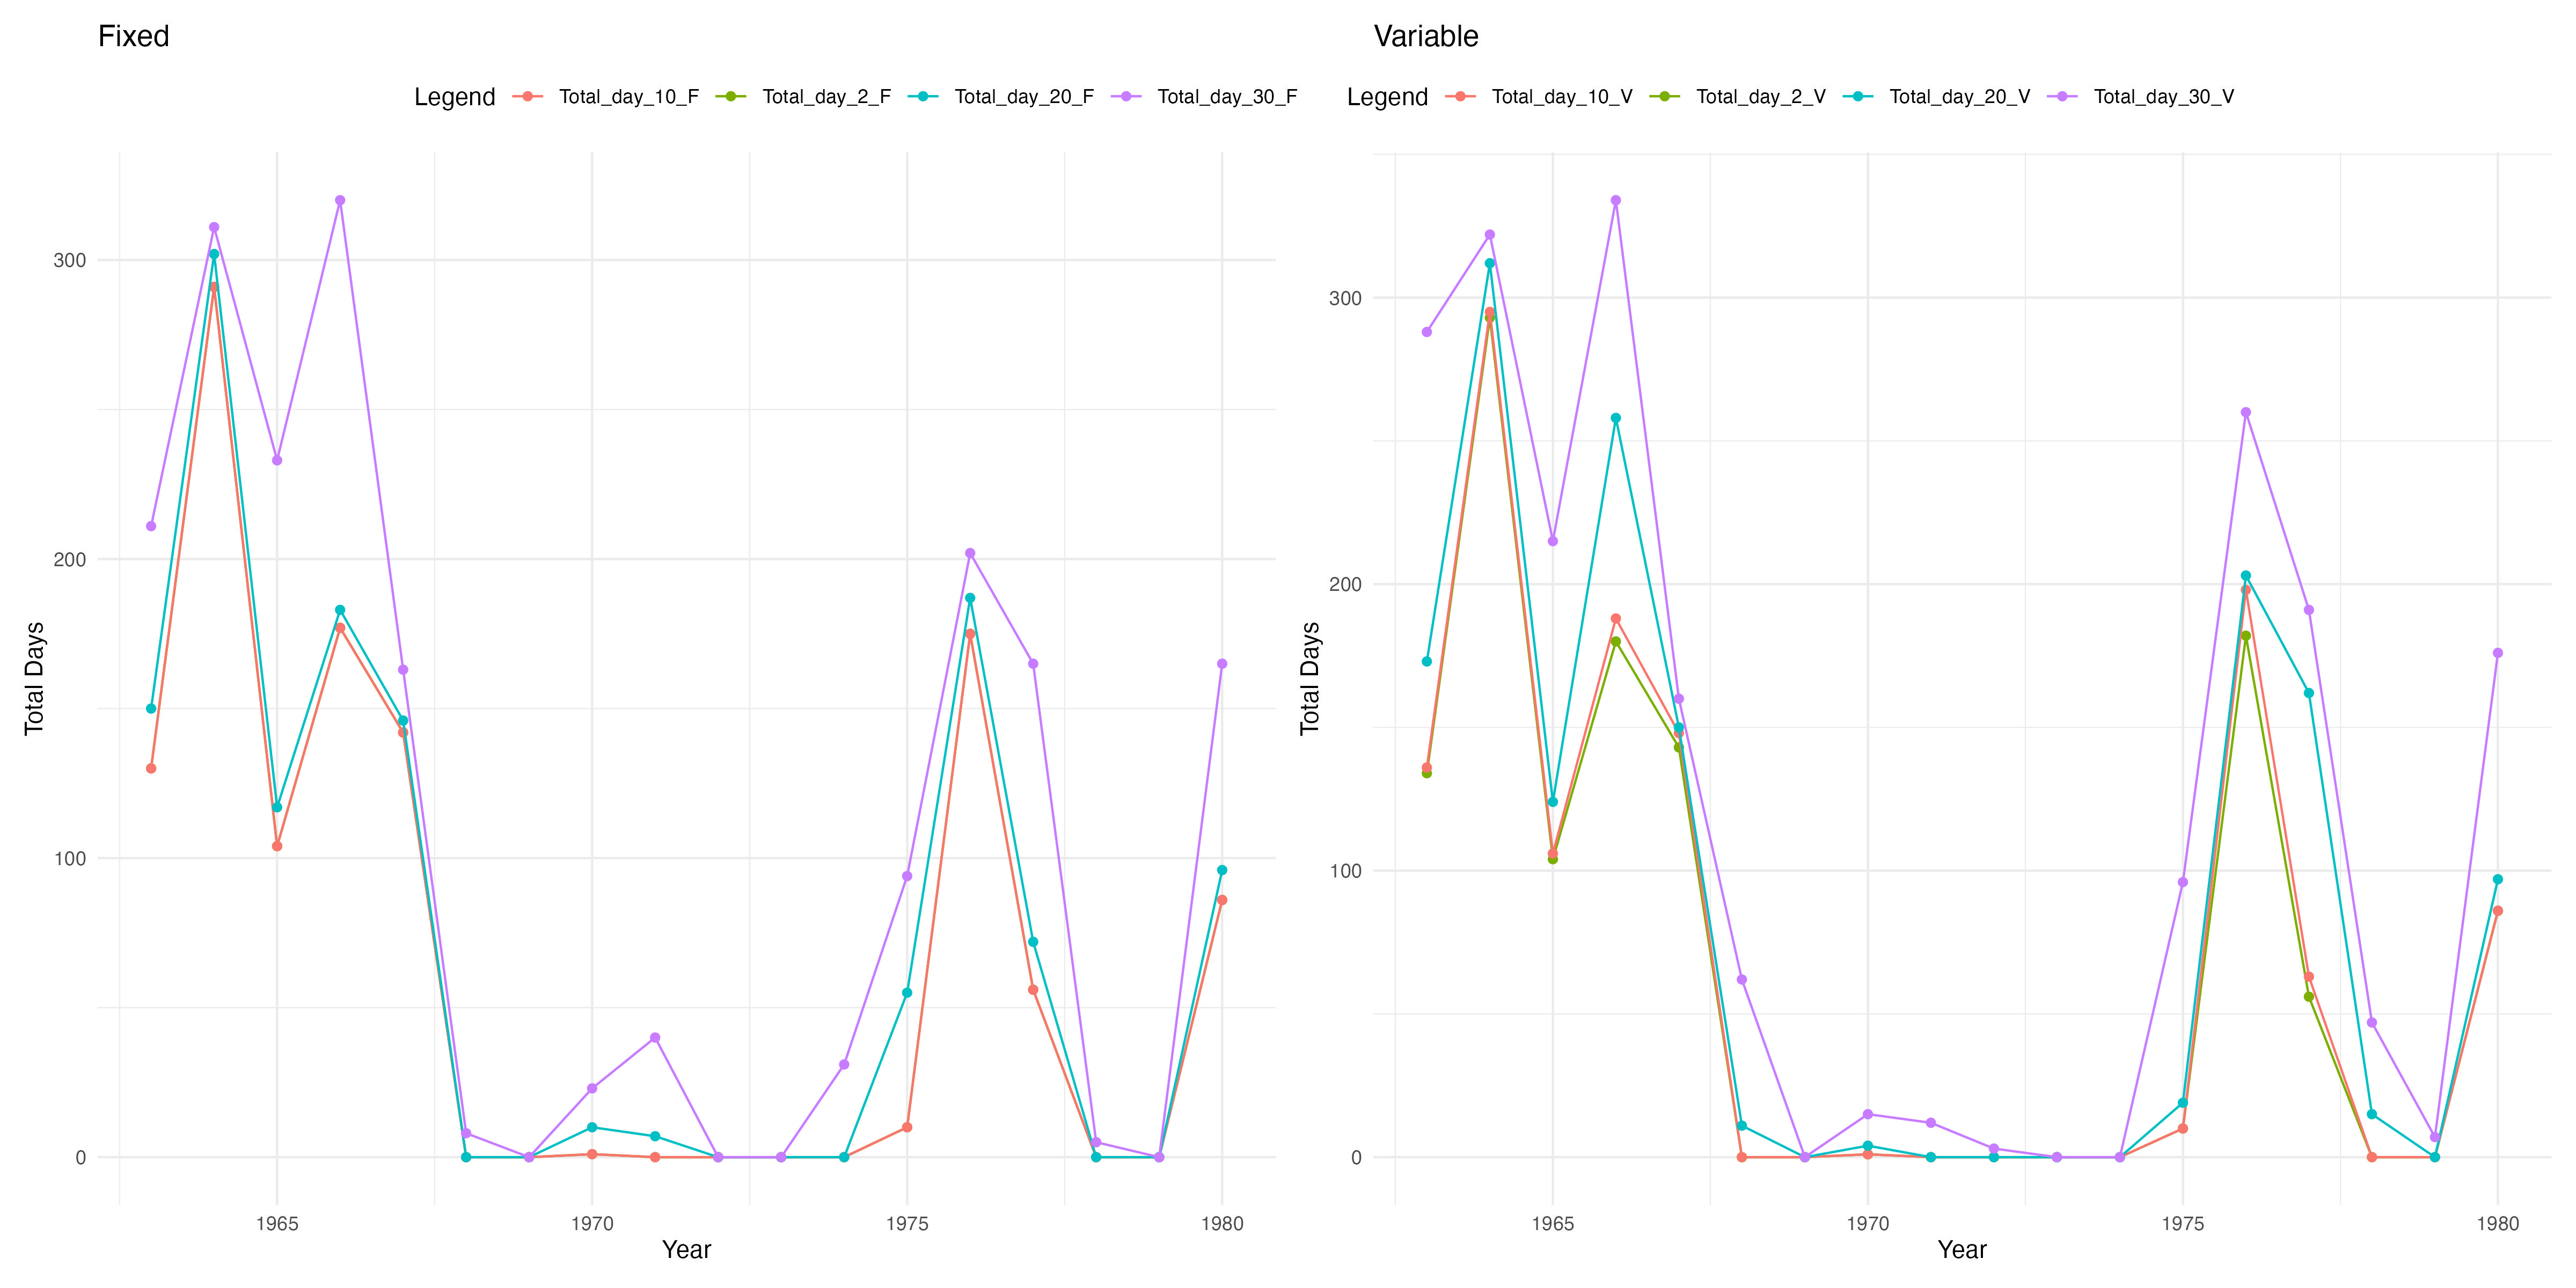 Fixed
Legend Total_day_10_F Total_day_2_F Total_day_20_F Total_day_30_F
300
200
100
0
Total Days
1965 1970 1975 1980
Year
Variable
Legend Total_day_10_V Total_day_2_V Total_day_20_V Total_day_30_V
300
200
100
0
Total Days
1965 1970 1975 1980
Year